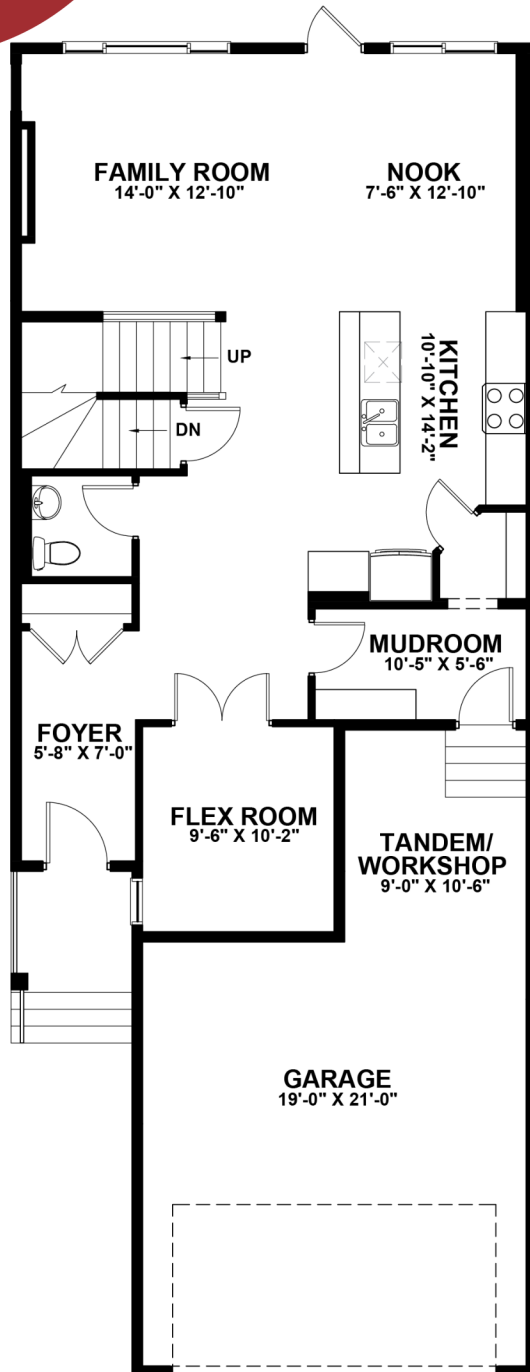 FAMILY ROOM
14'-0" X 12'-10"
NOOK
7'-6" X 12'-10"
UP
DN
KITCHEN
10'-10" X 14'-2"
MUDROOM
10'-5" X 5'-6"
FOYER
5'-8" X 7'-0"
FLEX ROOM
9'-6" X 10'-2"
TANDEM/
WORKSHOP
9'-0" X 10'-6"
GARAGE
19'-0" X 21'-0"